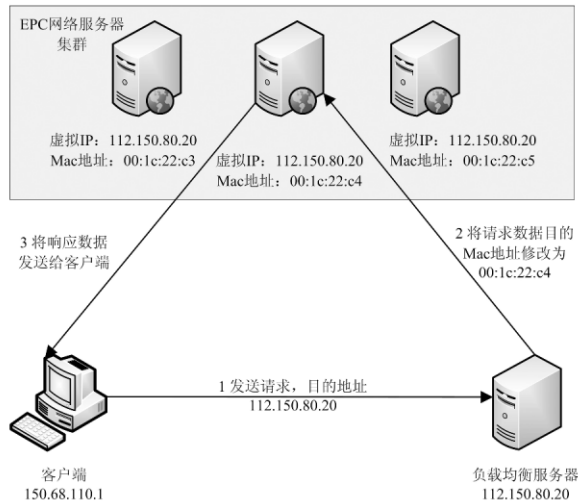 EPC网络服务器
集群
虚拟IP：112.150.80.20
Mac地址：00:1c:22:c3
虚拟IP：112.150.80.20
Mac地址：00:1c:22:c4
虚拟IP：112.150.80.20
Mac地址：00:1c:22:c5
3 将响应数据
发送给客户端
2 将请求数据目的
Mac地址修改为
00:1c:22:c4
1 发送请求，目的地址
112.150.80.20
客户端
150.68.110.1
负载均衡服务器
112.150.80.20